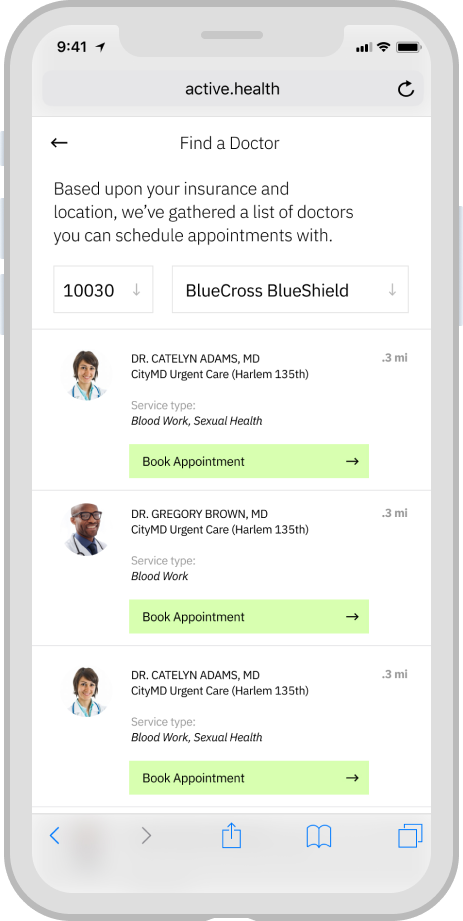 9:41
active.health
Find a Doctor
Based upon your insurance and
location, we’ve gathered a list of doctors
you can schedule appointments with.
10030
BlueCross BlueShield
DR. CATELYN ADAMS, MD
.3 mi
CityMD Urgent Care (Harlem 135th)
Service type:
Blood Work, Sexual Health
Book Appointment
DR. GREGORY BROWN, MD
.3 mi
CityMD Urgent Care (Harlem 135th)
Service type:
Blood Work
Book Appointment
DR. CATELYN ADAMS, MD
.3 mi
CityMD Urgent Care (Harlem 135th)
Service type:
Blood Work, Sexual Health
Book Appointment